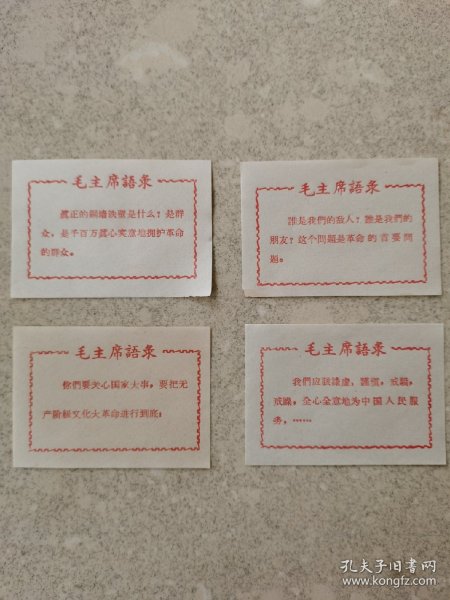 毛主席語录
真正的銅墙铁壁是什么？是群
众，是千百万真心实意地拥护革命
的群众。
毛主席語录
誰是我們的敌人？誰是我們的
朋友？这个問題是革命的首要問
題。
毛主席語录
你們要关心国家大事，要把无
产阶級文化大革命进行到底！
毛主席語录
我們应該謙虛，謹愼，戒驕，
戒躁，全心全意地为中国人民服
务，……
孔夫子旧书网
www.kongfz.com